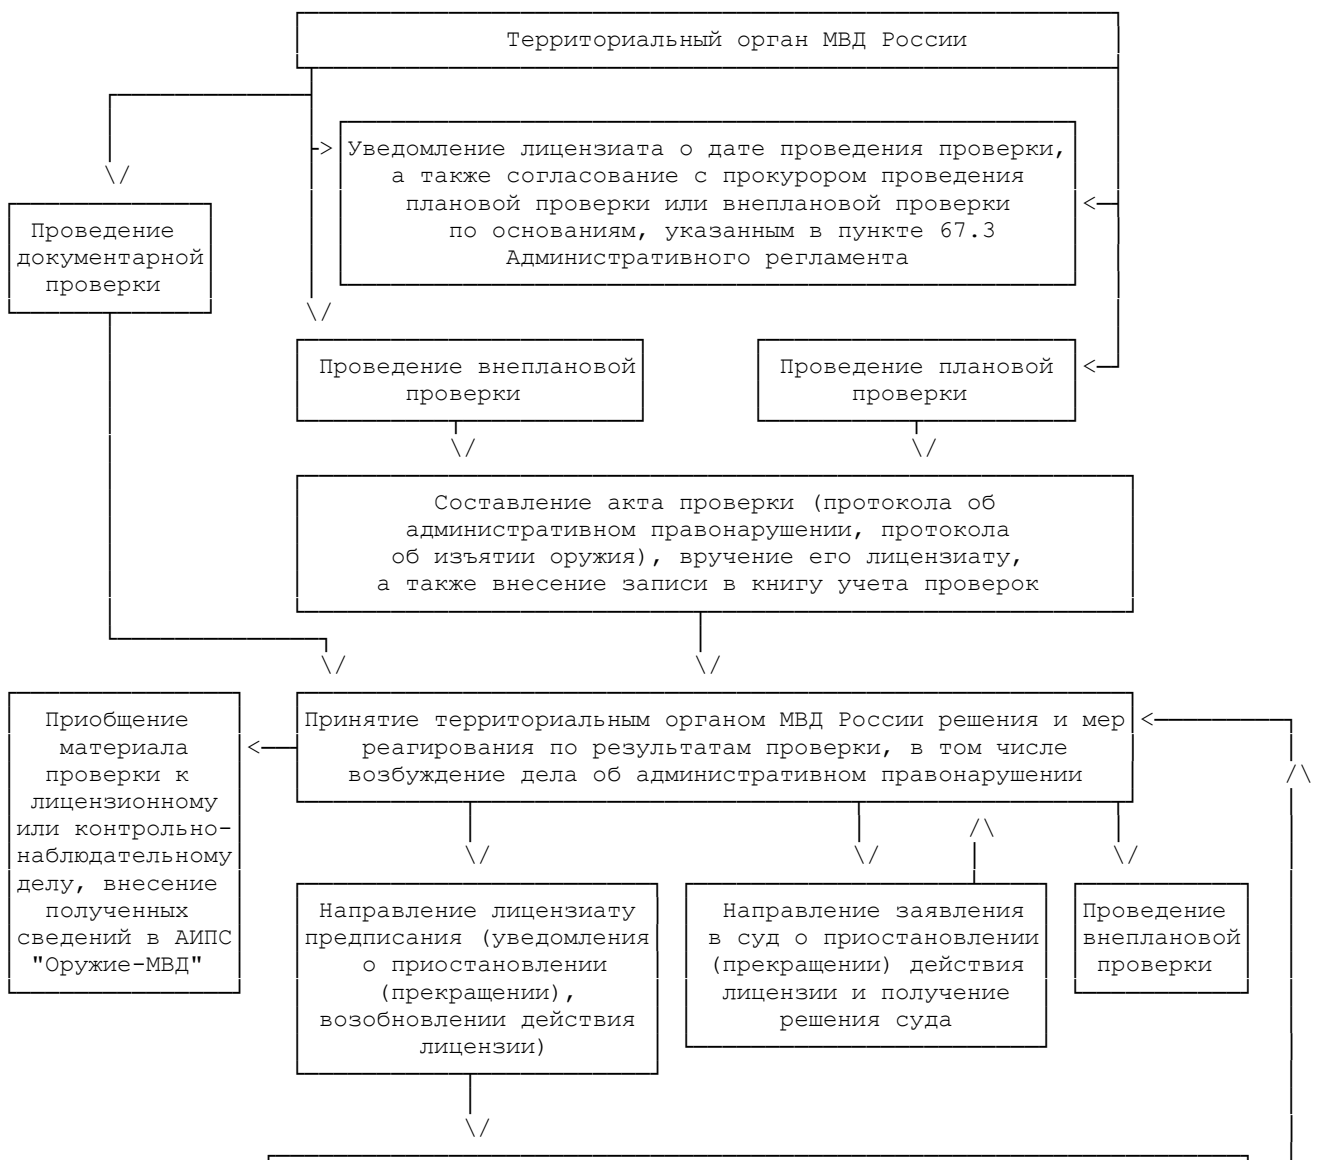 Территориальный орган МВД России
Уведомление лицензиата о дате проведения проверки,
а также согласование с прокурором проведения
плановой проверки или внеплановой проверки
по основаниям, указанным в пункте 67.3
Административного регламента
Проведение
документарной
проверки
Проведение внеплановой
проверки
Проведение плановой
проверки
Составление акта проверки (протокола об
административном правонарушении, протокола
об изъятии оружия), вручение его лицензиату,
а также внесение записи в книгу учета проверок
Приобщение
материала
проверки к
лицензионному
или контрольно-
наблюдательному
делу, внесение
полученных
сведений в АИПС
"Оружие-МВД"
Принятие территориальным органом МВД России решения и мер
реагирования по результатам проверки, в том числе
возбуждение дела об административном правонарушении
Направление лицензиату
предписания (уведомления
о приостановлении
(прекращении),
возобновлении действия
лицензии)
Направление заявления
в суд о приостановлении
(прекращении) действия
лицензии и получение
решения суда
Проведение
внеплановой
проверки